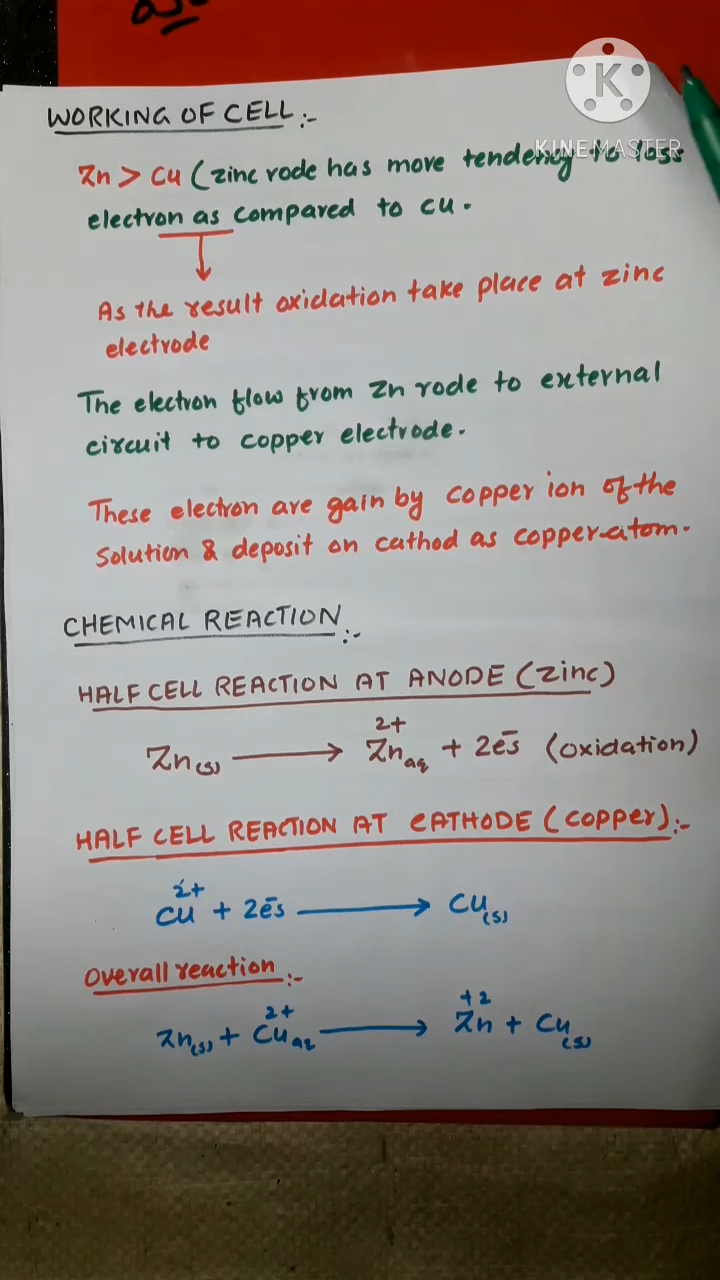 WORKING OF CELL:-
K
KINEMASTER
Zn > Cu (zinc rode has more tendency to loss
electron as compared to cu.
As the result oxidation take place at zinc
electrode
The electron flow from Zn rode to external
circuit to copper electrode.
These electron are gain by copper ion of the
solution & deposit on cathod as copper-atom.
CHEMICAL REACTION:-
HALF CELL REACTION AT ANODE (Zinc)
Zn(s) ⟶ Zn²⁺aq + 2ēs (oxidation)
HALF CELL REACTION AT CATHODE (copper):-
Cu²⁺ + 2ēs ⟶ Cu(s)
Overall reaction:-
Zn(s) + Cu²⁺aq ⟶ Zn⁺² + Cu(s)